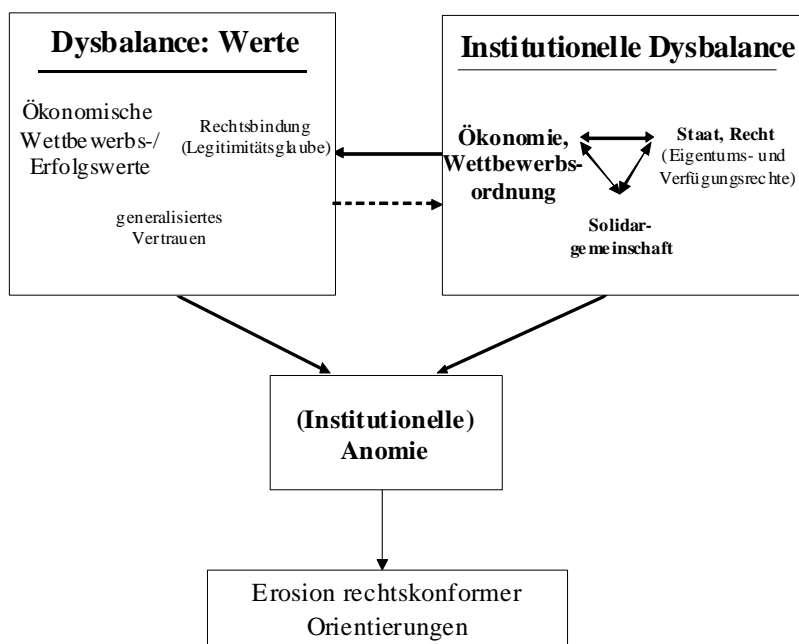 Dysbalance: Werte
Ökonomische
Wettbewerbs-/
Erfolgswerte
Rechtsbindung
(Legitimitätsglaube)
generalisiertes
Vertrauen
Institutionelle Dysbalance
Ökonomie,
Wettbewerbs-
ordnung
Staat, Recht
(Eigentums- und
Verfügungsrechte)
Solidar-
gemeinschaft
(Institutionelle)
Anomie
Erosion rechtskonformer
Orientierungen